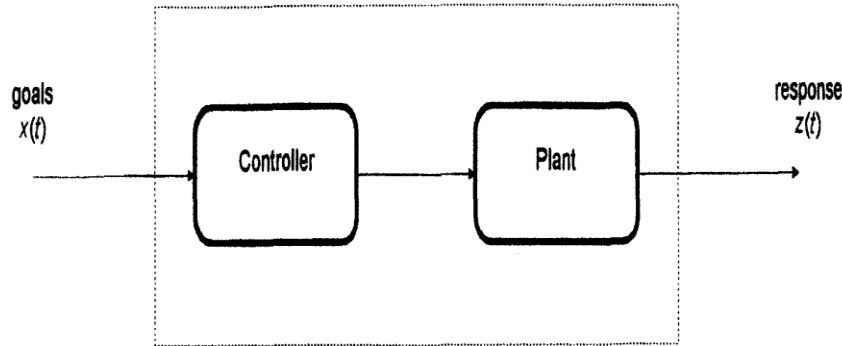 goals
x(t)
Controller
Plant
response
z(t)